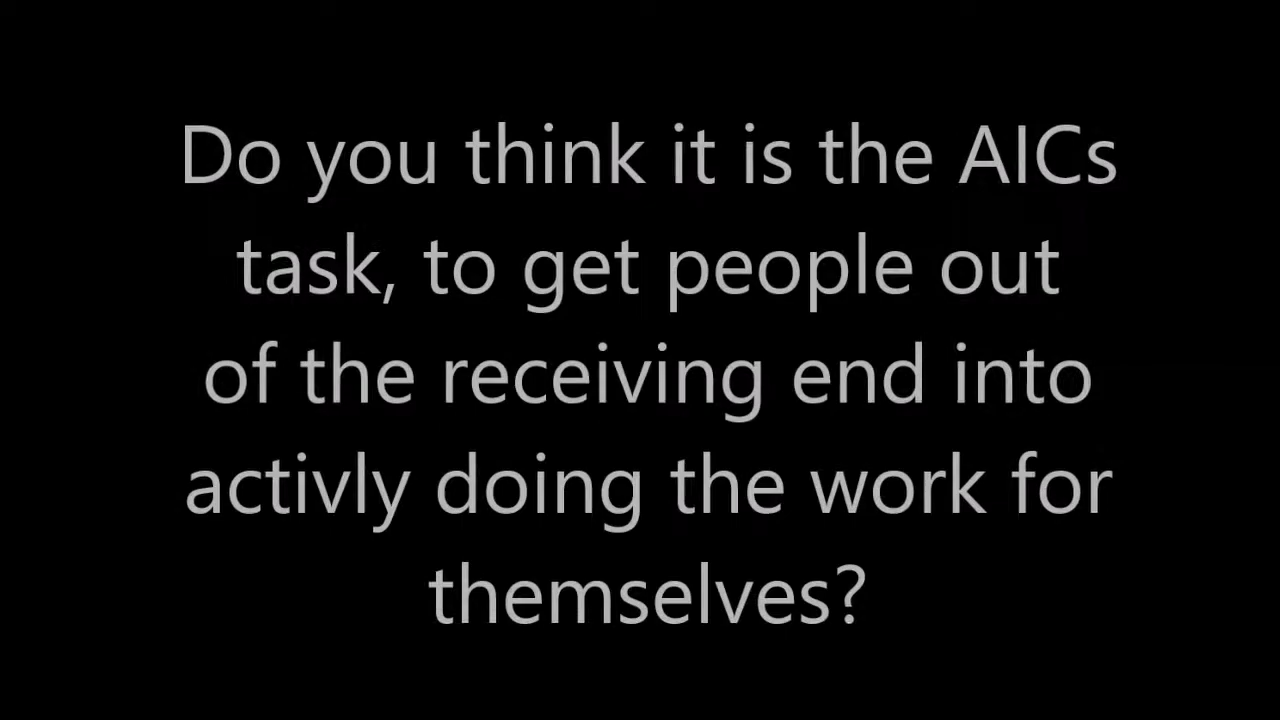 Do you think it is the AICs
task, to get people out
of the receiving end into
activly doing the work for
themselves?